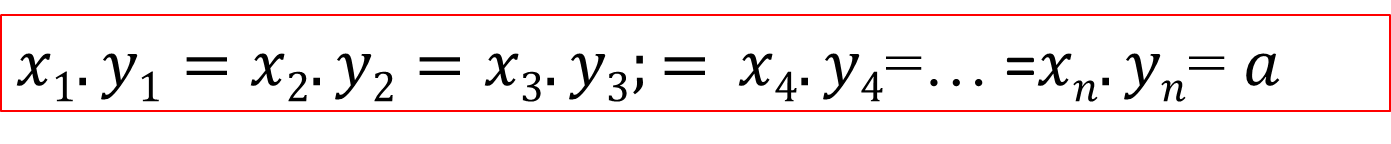 x₁. y₁ = x₂. y₂ = x₃. y₃; = x₄. y₄=… =xₙ. yₙ= a